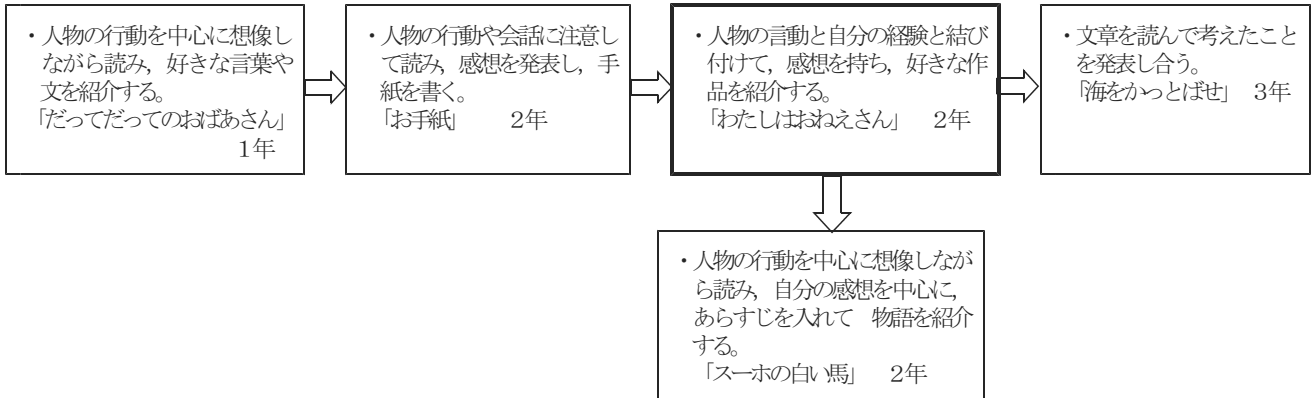 ・人物の行動を中心に想像し
ながら読み，好きな言葉や
文を紹介する。
「だってだってのおばあさん」
1年
・人物の行動や会話に注意し
て読み，感想を発表し，手
紙を書く。
「お手紙」　2年
・人物の言動と自分の経験と結び
付けて，感想を持ち，好きな作
品を紹介する。
「わたしはおねえさん」　2年
・文章を読んで考えたこと
を発表し合う。
「海をかっとばせ」　3年
・人物の行動を中心に想像しなが
ら読み，自分の感想を中心に，
あらすじを入れて　物語を紹介
する。
「スーホの白い馬」　2年